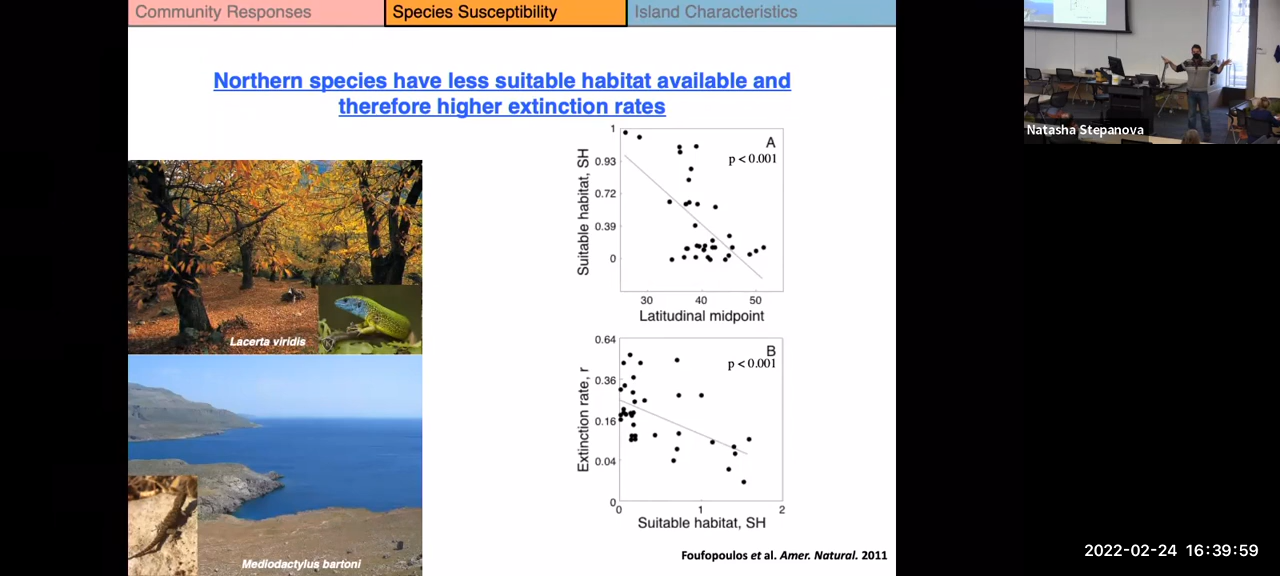 Community Responses
Species Susceptibility
Island Characteristics
Northern species have less suitable habitat available and
therefore higher extinction rates
Lacerta viridis
Mediodactylus bartoni
A
p < 0.001
Suitable habitat, SH
1
0.93
0.72
0.39
0
30
40
50
Latitudinal midpoint
B
p < 0.001
Extinction rate, r
0.64
0.36
0.16
0.04
0
0
1
2
Suitable habitat, SH
Foufopoulos et al. Amer. Natural. 2011
Natasha Stepanova
2022-02-24 16:39:59